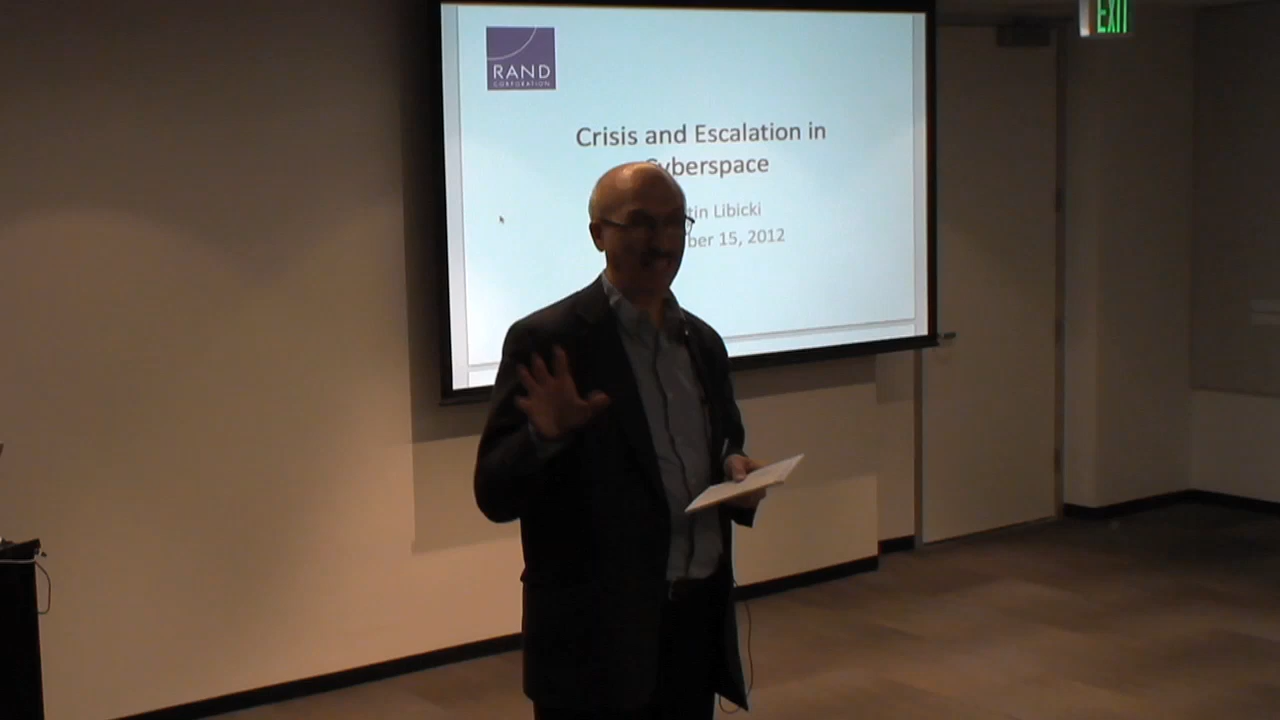 RAND
CORPORATION
Crisis and Escalation in
yberspace
tin Libicki
ber 15, 2012
EXIT